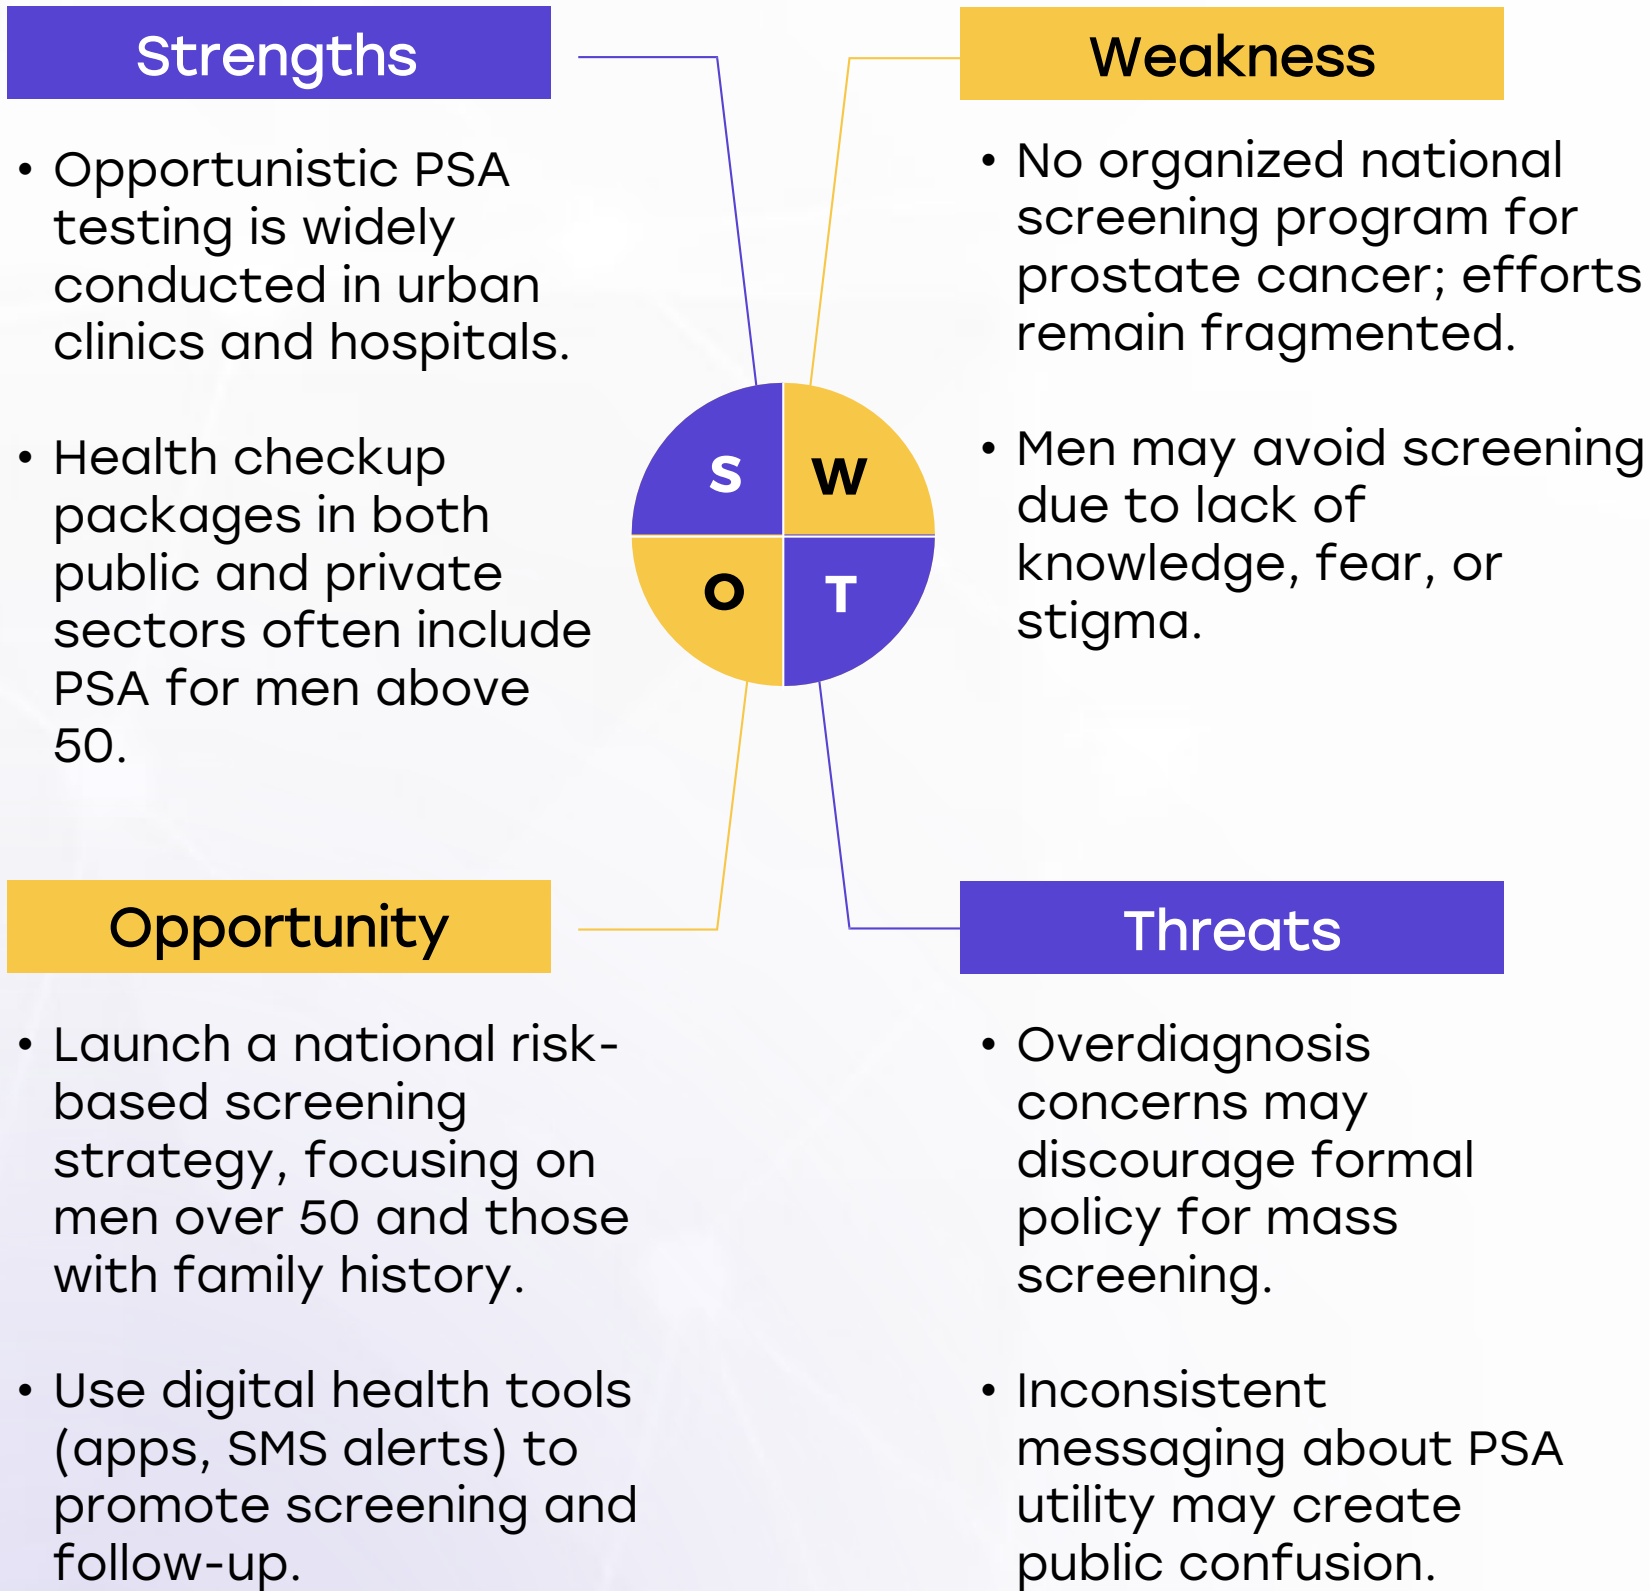 Strengths
• Opportunistic PSA
testing is widely
conducted in urban
clinics and hospitals.
• Health checkup
packages in both
public and private
sectors often include
PSA for men above
50.
Weakness
• No organized national
screening program for
prostate cancer; efforts
remain fragmented.
• Men may avoid screening
due to lack of
knowledge, fear, or
stigma.
S
W
O
T
Opportunity
• Launch a national risk-
based screening
strategy, focusing on
men over 50 and those
with family history.
• Use digital health tools
(apps, SMS alerts) to
promote screening and
follow-up.
Threats
• Overdiagnosis
concerns may
discourage formal
policy for mass
screening.
• Inconsistent
messaging about PSA
utility may create
public confusion.